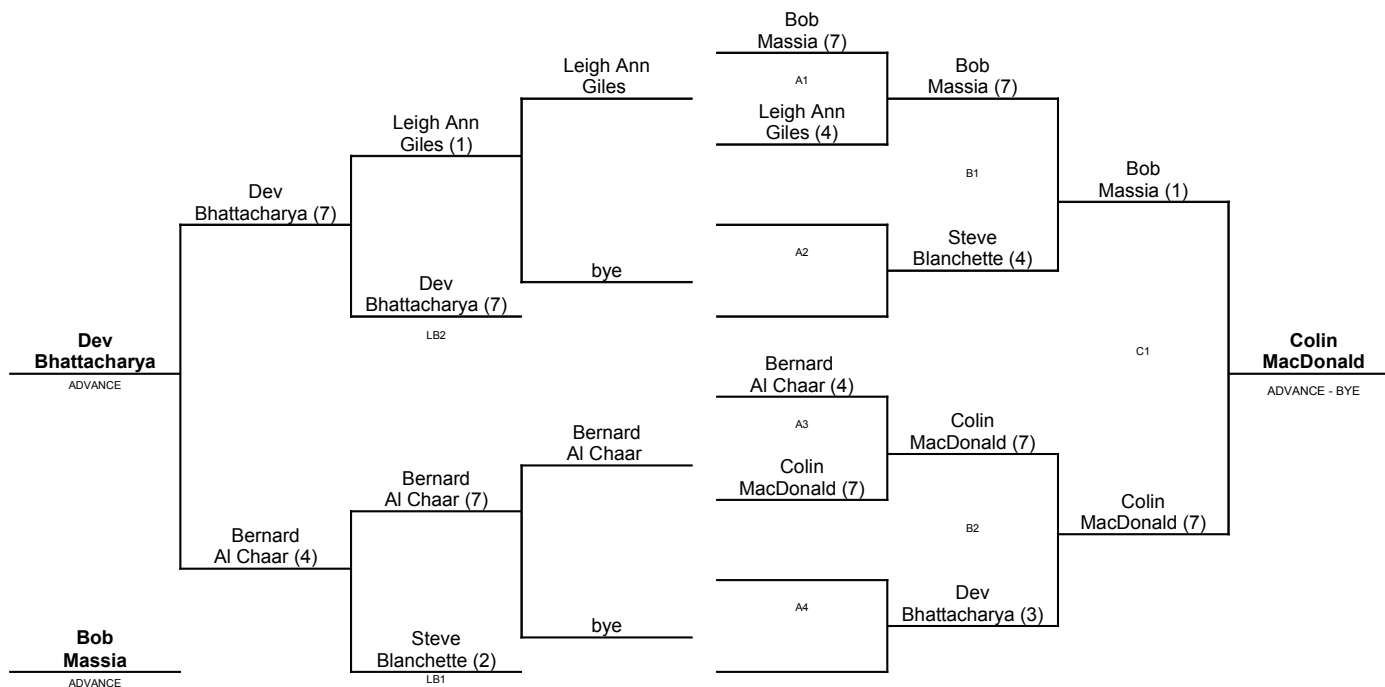 Bob
Massia (7)
Leigh Ann
Giles
A1
Bob
Massia (7)
Leigh Ann
Giles (1)
Leigh Ann
Giles (4)
B1
Bob
Massia (1)
Dev
Bhattacharya (7)
A2
Steve
Blanchette (4)
bye
Dev
Bhattacharya (7)
LB2
Dev
Bhattacharya
ADVANCE
C1
Colin
MacDonald
ADVANCE - BYE
Bernard
Al Chaar (4)
A3
Colin
MacDonald (7)
Bernard
Al Chaar
Colin
MacDonald (7)
Bernard
Al Chaar (7)
B2
Colin
MacDonald (7)
Bernard
Al Chaar (4)
A4
Dev
Bhattacharya (3)
bye
Bob
Massia
ADVANCE
Steve
Blanchette (2)
LB1